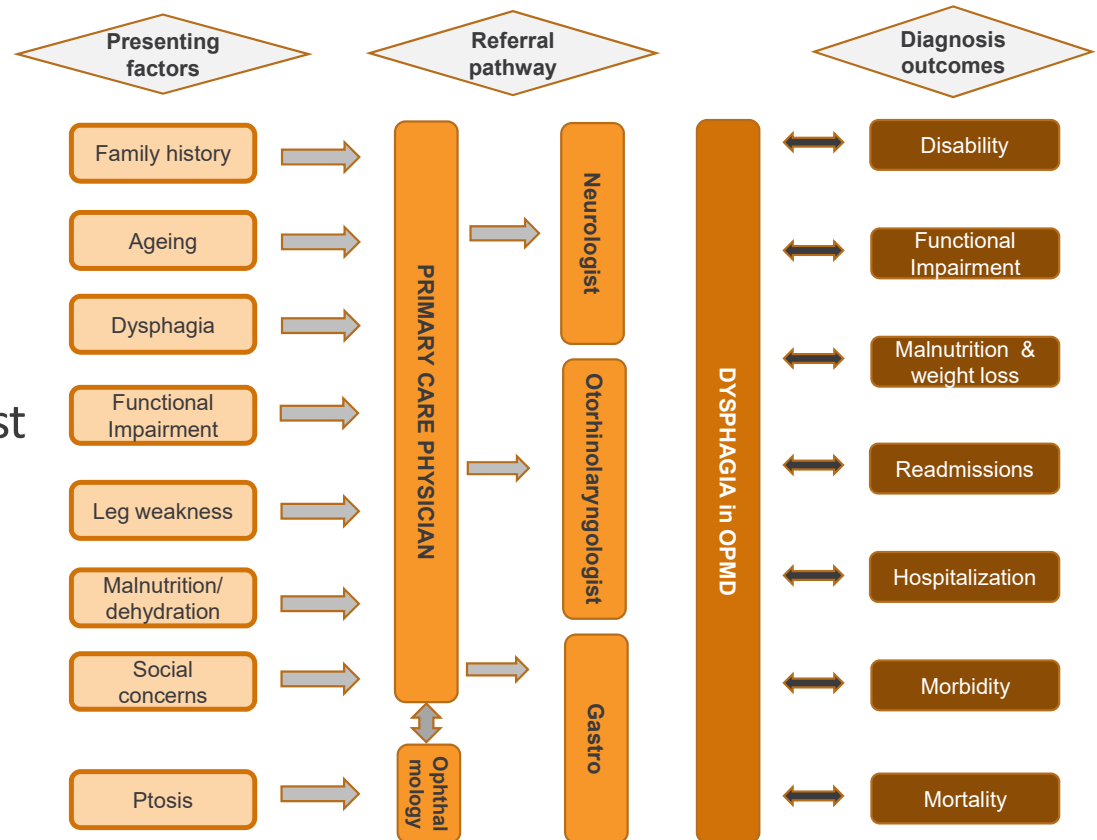 Presenting
factors
Referral
pathway
Diagnosis
outcomes
Family history
Ageing
Dysphagia
Functional
Impairment
st
Leg weakness
Malnutrition/
dehydration
Social
concerns
Ptosis
PRIMARY CARE PHYSICIAN
Ophthal
mology
Neurologist
Otorhinolaryngologist
Gastro
DYSPHAGIA in OPMD
Disability
Functional
Impairment
Malnutrition &
weight loss
Readmissions
Hospitalization
Morbidity
Mortality